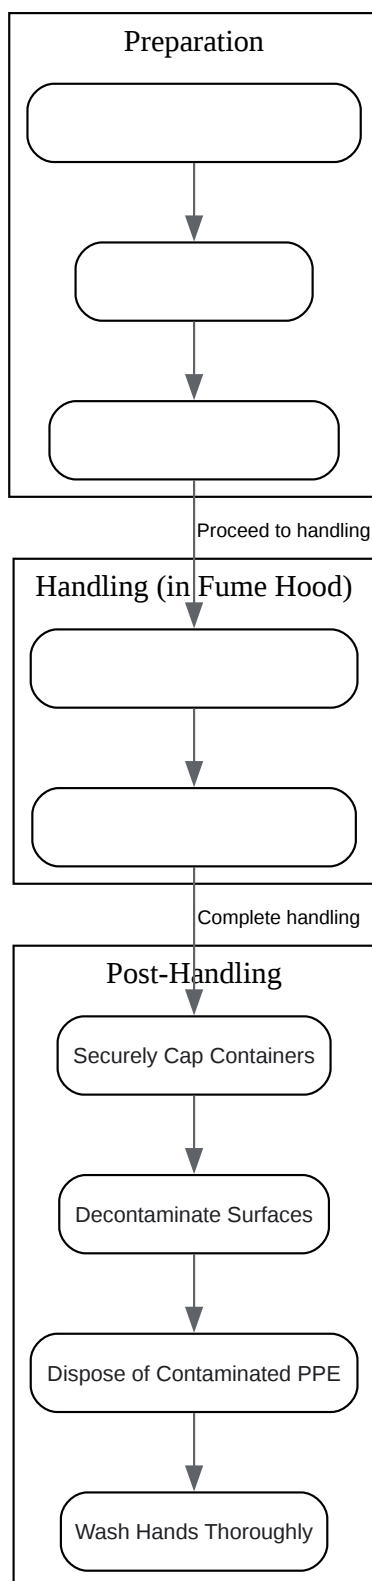 Preparation
Proceed to handling
Handling (in Fume Hood)
Complete handling
Post-Handling
Securely Cap Containers
Decontaminate Surfaces
Dispose of Contaminated PPE
Wash Hands Thoroughly